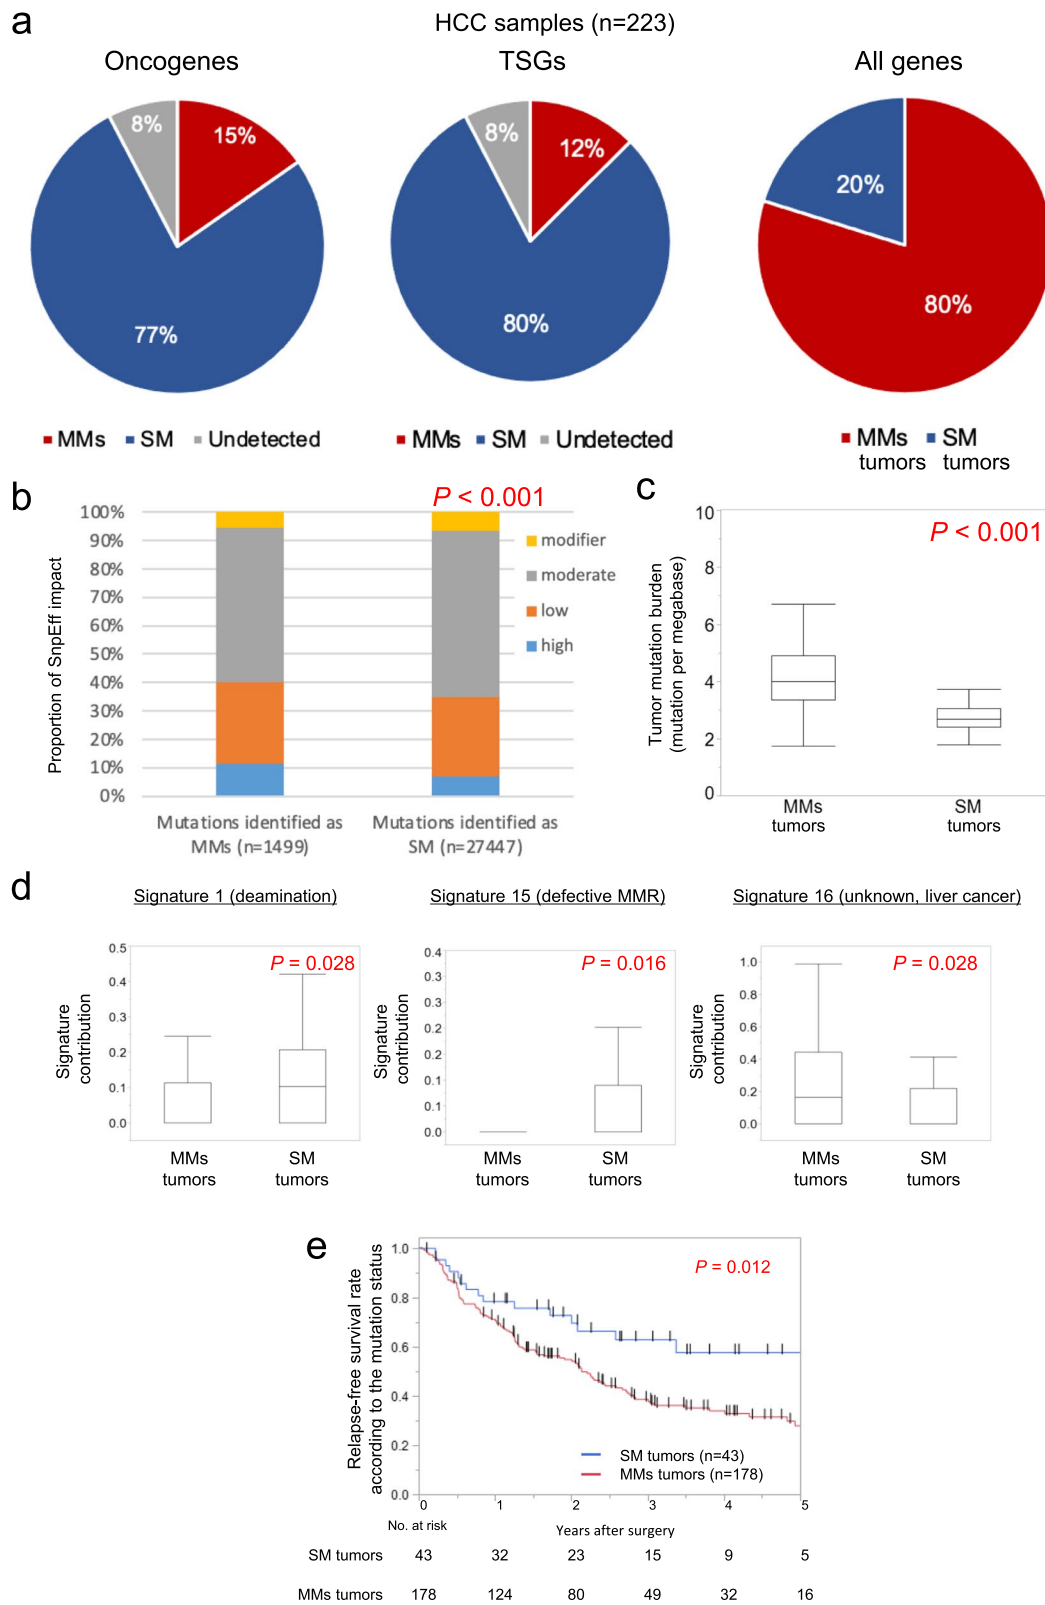 a
HCC samples (n=223)
Oncogenes
TSGs
All genes
8%
15%
77%
8%
12%
80%
20%
80%
MMs SM Undetected
MMs SM Undetected
MMs tumors SM tumors
b
P < 0.001
Proportion of SnpEff impact
100%
90%
80%
70%
60%
50%
40%
30%
20%
10%
0%
modifier
moderate
low
high
Mutations identified as
MMs (n=1499)
Mutations identified as
SM (n=27447)
c
P < 0.001
Tumor mutation burden
(mutation per megabase)
10
8
6
4
2
0
MMs
tumors
SM
tumors
d
Signature 1 (deamination)
P = 0.028
Signature
contribution
0.5
0.4
0.3
0.2
0.1
0.0
MMs
tumors
SM
tumors
Signature 15 (defective MMR)
P = 0.016
Signature
contribution
0.4
0.3
0.3
0.2
0.2
0.1
0.1
0.0
MMs
tumors
SM
tumors
Signature 16 (unknown, liver cancer)
P = 0.028
Signature
contribution
1.0
0.8
0.6
0.4
0.2
0.0
MMs
tumors
SM
tumors
e
P = 0.012
Relapse-free survival rate
according to the mutation status
1.0
0.8
0.6
0.4
0.2
0.0
SM tumors (n=43)
MMs tumors (n=178)
0 1 2 3 4 5
No. at risk
Years after surgery
SM tumors 43 32 23 15 9 5
MMs tumors 178 124 80 49 32 16